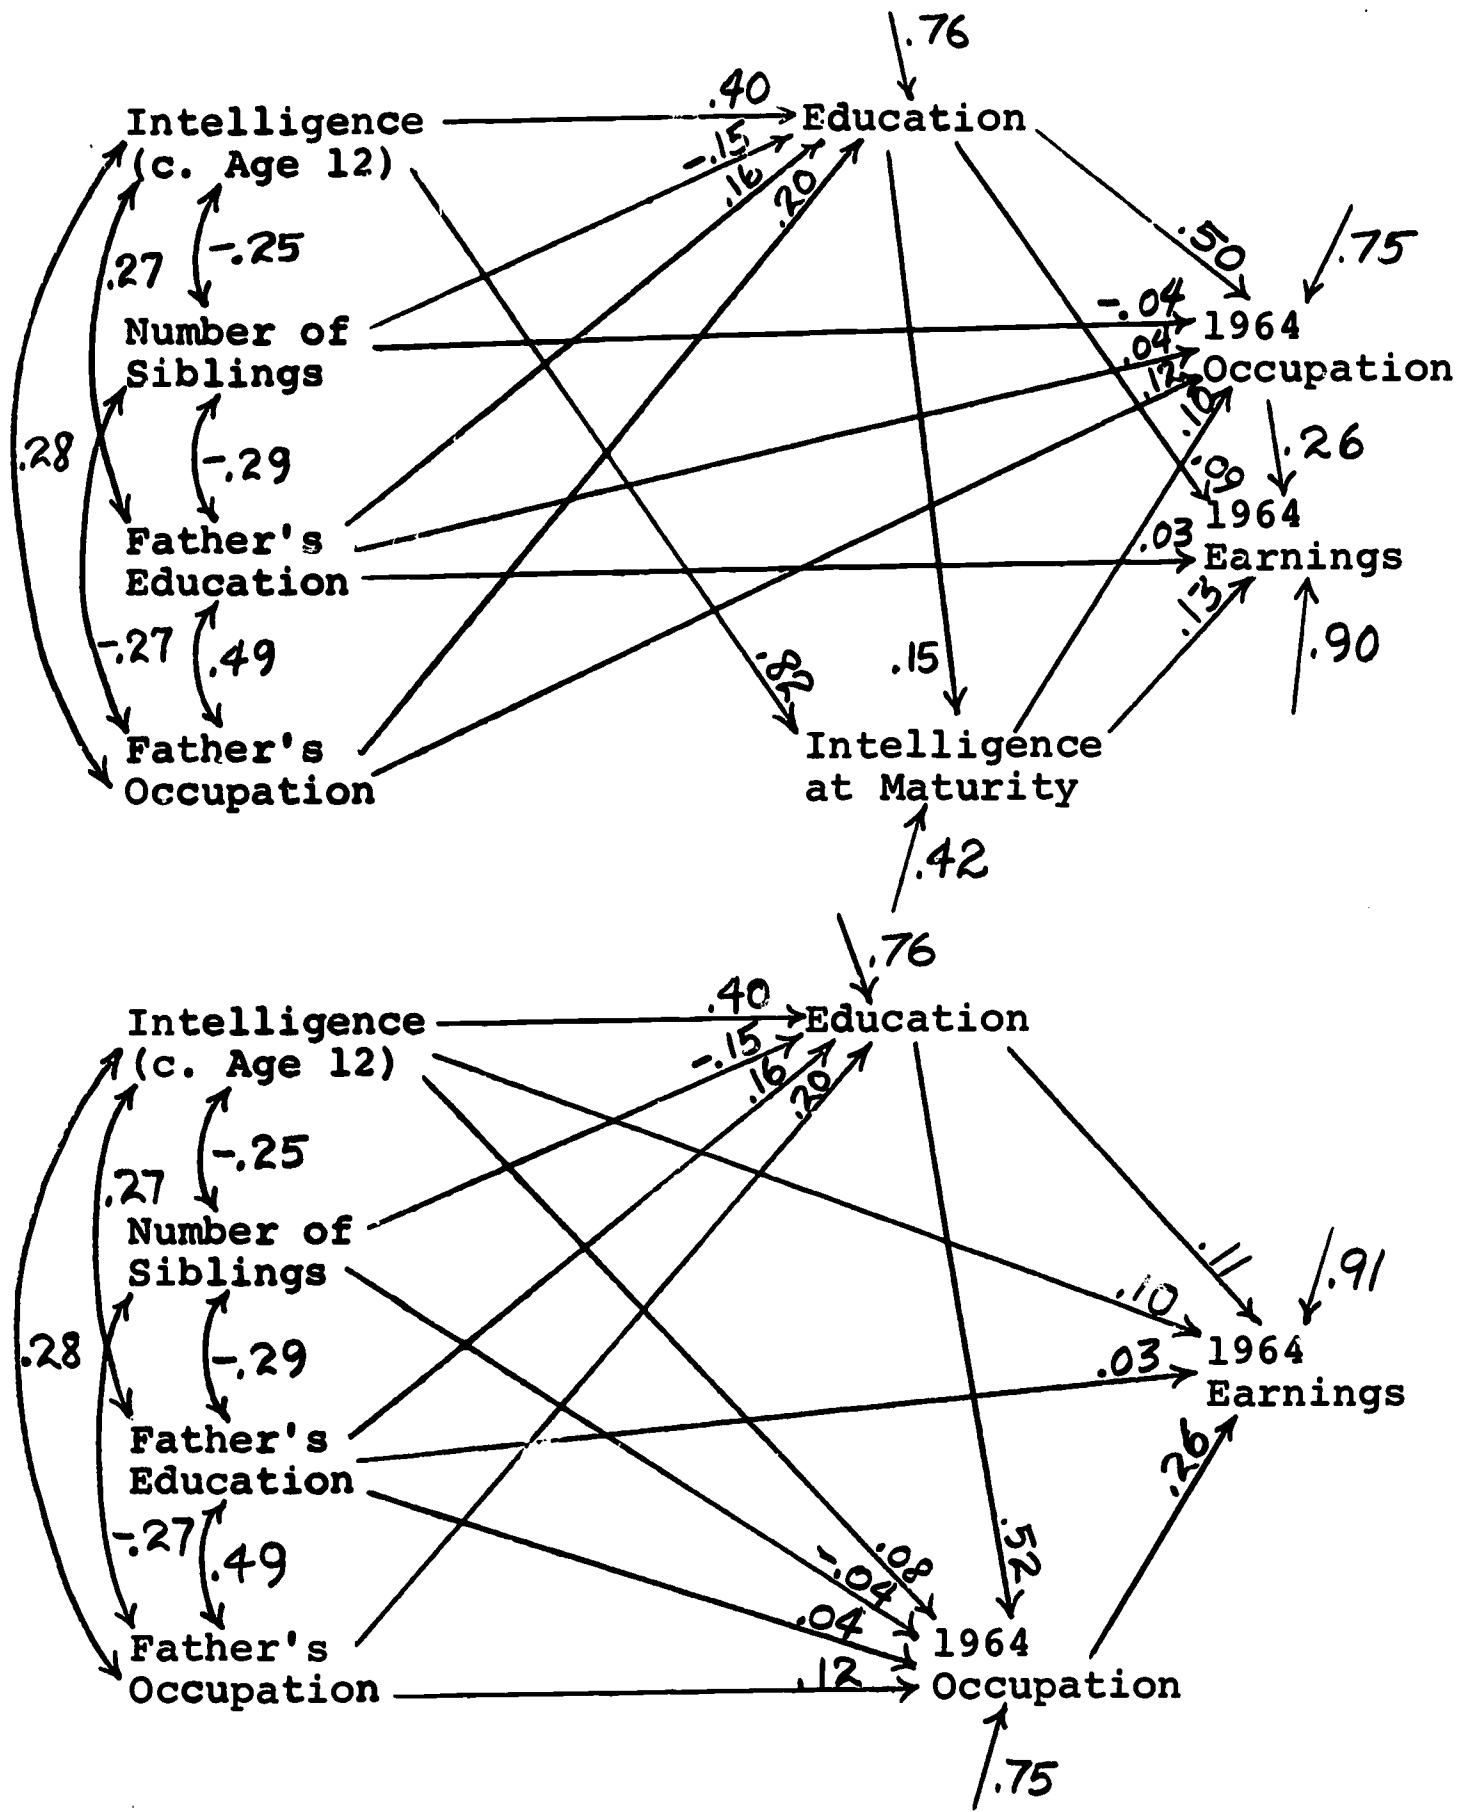 .76
.40
Intelligence
Education
(c. Age 12)
-.15
.16
.20
.27
-.25
.50
.75
-.04
Number of
1964
Siblings
.04
Occupation
.12
.10
.28
-.29
.09
.26
1964
Father's
.03
Earnings
Education
.13
-.27
.49
.82
.15
.90
Father's
Intelligence
Occupation
at Maturity
.42
.76
.40
Intelligence
Education
(c. Age 12)
-.15
.16
.20
.27
-.25
Number of
.11
.91
Siblings
.10
.28
-.29
.03
1964
Earnings
Father's
Education
.26
-.27
.49
.52
.08
-.04
.04
Father's
1964
Occupation
.12
Occupation
.75